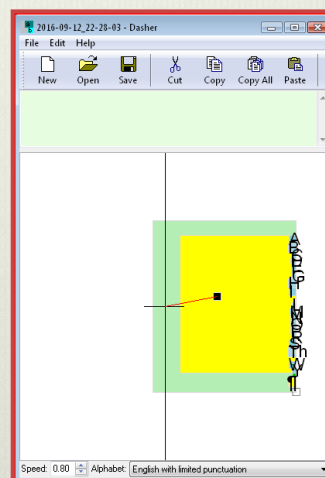 2016-09-12_22-28-03 - Dasher
File Edit Help
New Open Save Cut Copy Copy All Paste
A
B
H
I
M
Th
W
Y
¶
Speed: 0.80 Alphabet: English with limited punctuation